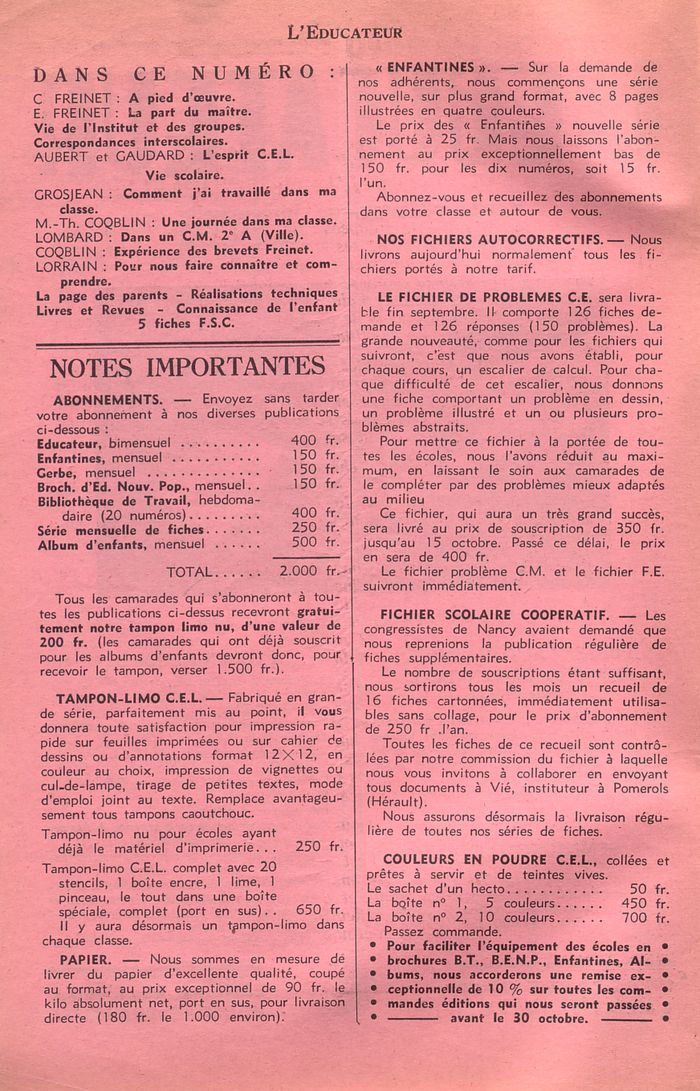 L'Educateur
DANS CE NUMÉRO :
C FREINET : A pied d'œuvre.
E. FREINET : La part du maître.
Vie de l'Institut et des groupes.
Correspondances interscolaires.
AUBERT et GAUDARD : L'esprit C.E.L.
Vie scolaire.
GROSJEAN : Comment j'ai travaillé dans ma
classe.
M.-Th. COQBLIN : Une journée dans ma classe.
LOMBARD : Dans un C.M. 2e A (Ville).
COQBLIN : Expérience des brevets Freinet.
LORRAIN : Pour nous faire connaître et com-
prendre.
La page des parents - Réalisations techniques
Livres et Revues - Connaissance de l'enfant
5 fiches F.S.C.
NOTES IMPORTANTES
ABONNEMENTS. — Envoyez sans tarder
votre abonnement à nos diverses publications
ci-dessous :
Educateur, bimensuel .......... 400 fr.
Enfantines, mensuel ........... 150 fr.
Gerbe, mensuel .............. 150 fr.
Broch. d'Ed. Nouv. Pop., mensuel.. 150 fr.
Bibliothèque de Travail, hebdoma-
daire (20 numéros)......... 400 fr.
Série mensuelle de fiches....... 250 fr.
Album d'enfants, mensuel ...... 500 fr.
TOTAL...... 2.000 fr.
Tous les camarades qui s'abonneront à tou-
tes les publications ci-dessus recevront gratui-
tement notre tampon limo nu, d'une valeur de
200 fr. (les camarades qui ont déjà souscrit
pour les albums d'enfants devront donc, pour
recevoir le tampon, verser 1.500 fr.).
TAMPON-LIMO C.E.L. — Fabriqué en gran-
de série, parfaitement mis au point, il vous
donnera toute satisfaction pour impression ra-
pide sur feuilles imprimées ou sur cahier de
dessins ou d'annotations format 12×12, en
couleur au choix, impression de vignettes ou
cul-de-lampe, tirage de petites textes, mode
d'emploi joint au texte. Remplace avantageu-
sement tous tampons caoutchouc.
Tampon-limo nu pour écoles ayant
déjà le matériel d'imprimerie... 250 fr.
Tampon-limo C.E.L. complet avec 20
stencils, 1 boîte encre, 1 lime, 1
pinceau, le tout dans une boîte
spéciale, complet (port en sus).. 650 fr.
Il y aura désormais un tampon-limo dans
chaque classe.
PAPIER. — Nous sommes en mesure de
livrer du papier d'excellente qualité, coupé
au format, au prix exceptionnel de 90 fr. le
kilo absolument net, port en sus, pour livraison
directe (180 fr. le 1.000 environ).
« ENFANTINES ». — Sur la demande de
nos adhérents, nous commençons une série
nouvelle, sur plus grand format, avec 8 pages
illustrées en quatre couleurs.
Le prix des « Enfantines » nouvelle série
est porté à 25 fr. Mais nous laissons l'abon-
nement au prix exceptionnellement bas de
150 fr. pour les dix numéros, soit 15 fr.
l'un.
Abonnez-vous et recueillez des abonnements
dans votre classe et autour de vous.
NOS FICHIERS AUTOCORRECTIFS. — Nous
livrons aujourd'hui normalement tous les fi-
chiers portés à notre tarif.
LE FICHIER DE PROBLEMES C.E. sera livra-
ble fin septembre. Il comporte 126 fiches de-
mande et 126 réponses (150 problèmes). La
grande nouveauté, comme pour les fichiers qui
suivront, c'est que nous avons établi, pour
chaque cours, un escalier de calcul. Pour cha-
que difficulté de cet escalier, nous donnons
une fiche comportant un problème en dessin,
un problème illustré et un ou plusieurs pro-
blèmes abstraits.
Pour mettre ce fichier à la portée de tou-
tes les écoles, nous l'avons réduit au maxi-
mum, en laissant le soin aux camarades de
le compléter par des problèmes mieux adaptés
au milieu
Ce fichier, qui aura un très grand succès,
sera livré au prix de souscription de 350 fr.
jusqu'au 15 octobre. Passé ce délai, le prix
en sera de 400 fr.
Le fichier problème C.M. et le fichier F.E.
suivront immédiatement.
FICHIER SCOLAIRE COOPERATIF. — Les
congressistes de Nancy avaient demandé que
nous reprenions la publication régulière de
fiches supplémentaires.
Le nombre de souscriptions étant suffisant,
nous sortirons tous les mois un recueil de
16 fiches cartonnées, immédiatement utilisa-
bles sans collage, pour le prix d'abonnement
de 250 fr .l'an.
Toutes les fiches de ce recueil sont contrô-
lées par notre commission du fichier à laquelle
nous vous invitons à collaborer en envoyant
tous documents à Vié, instituteur à Pomerols
(Hérault).
Nous assurons désormais la livraison régu-
lière de toutes nos séries de fiches.
COULEURS EN POUDRE C.E.L., collées et
prêtes à servir et de teintes vives.
Le sachet d'un hecto............ 50 fr.
La boîte n° 1, 5 couleurs...... 450 fr.
La boîte n° 2, 10 couleurs...... 700 fr.
Passez commande.
• Pour faciliter l'équipement des écoles en •
• brochures B.T., B.E.N.P., Enfantines, Al- •
• bums, nous accorderons une remise ex- •
• ceptionnelle de 10 % sur toutes les com- •
• mandes éditions qui nous seront passées •
• —— avant le 30 octobre. —— •